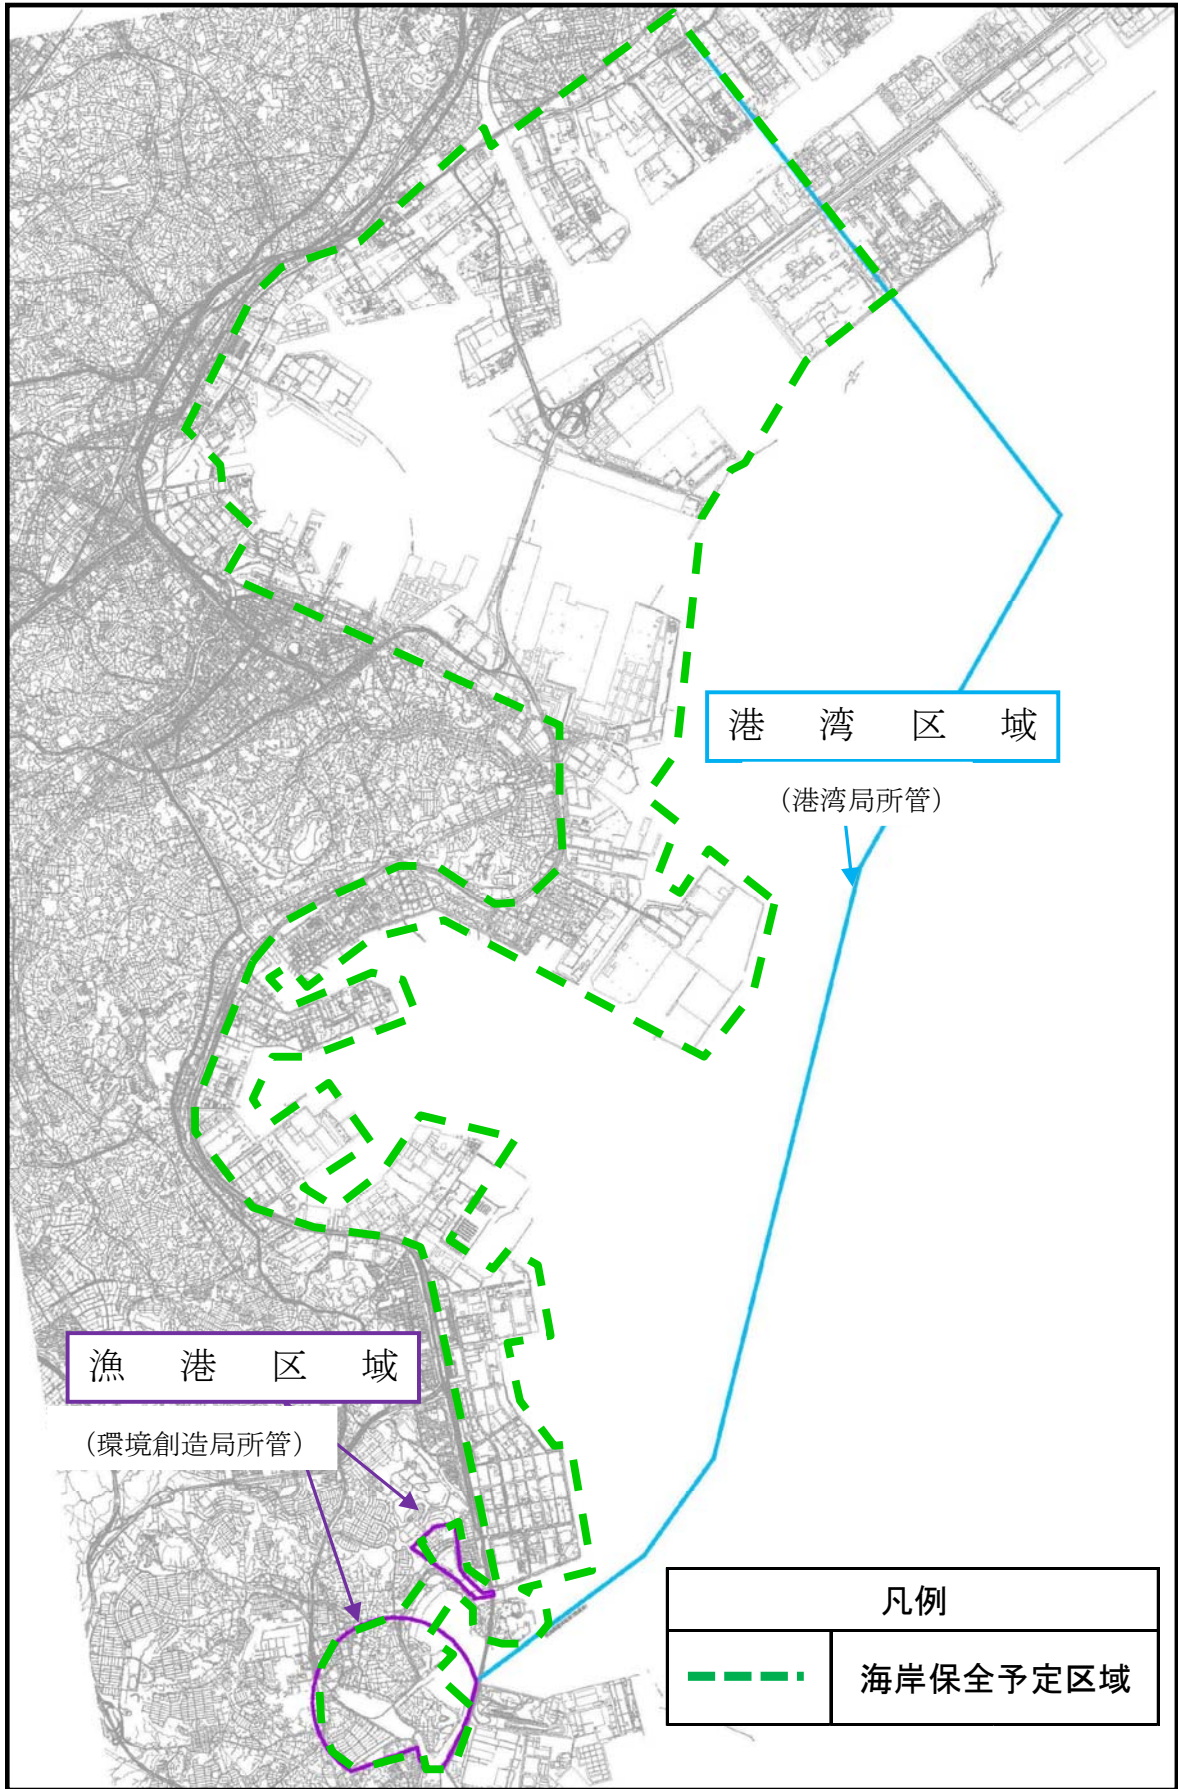 港湾区域
（港湾局所管）
漁港区域
（環境創造局所管）
凡例
海岸保全予定区域